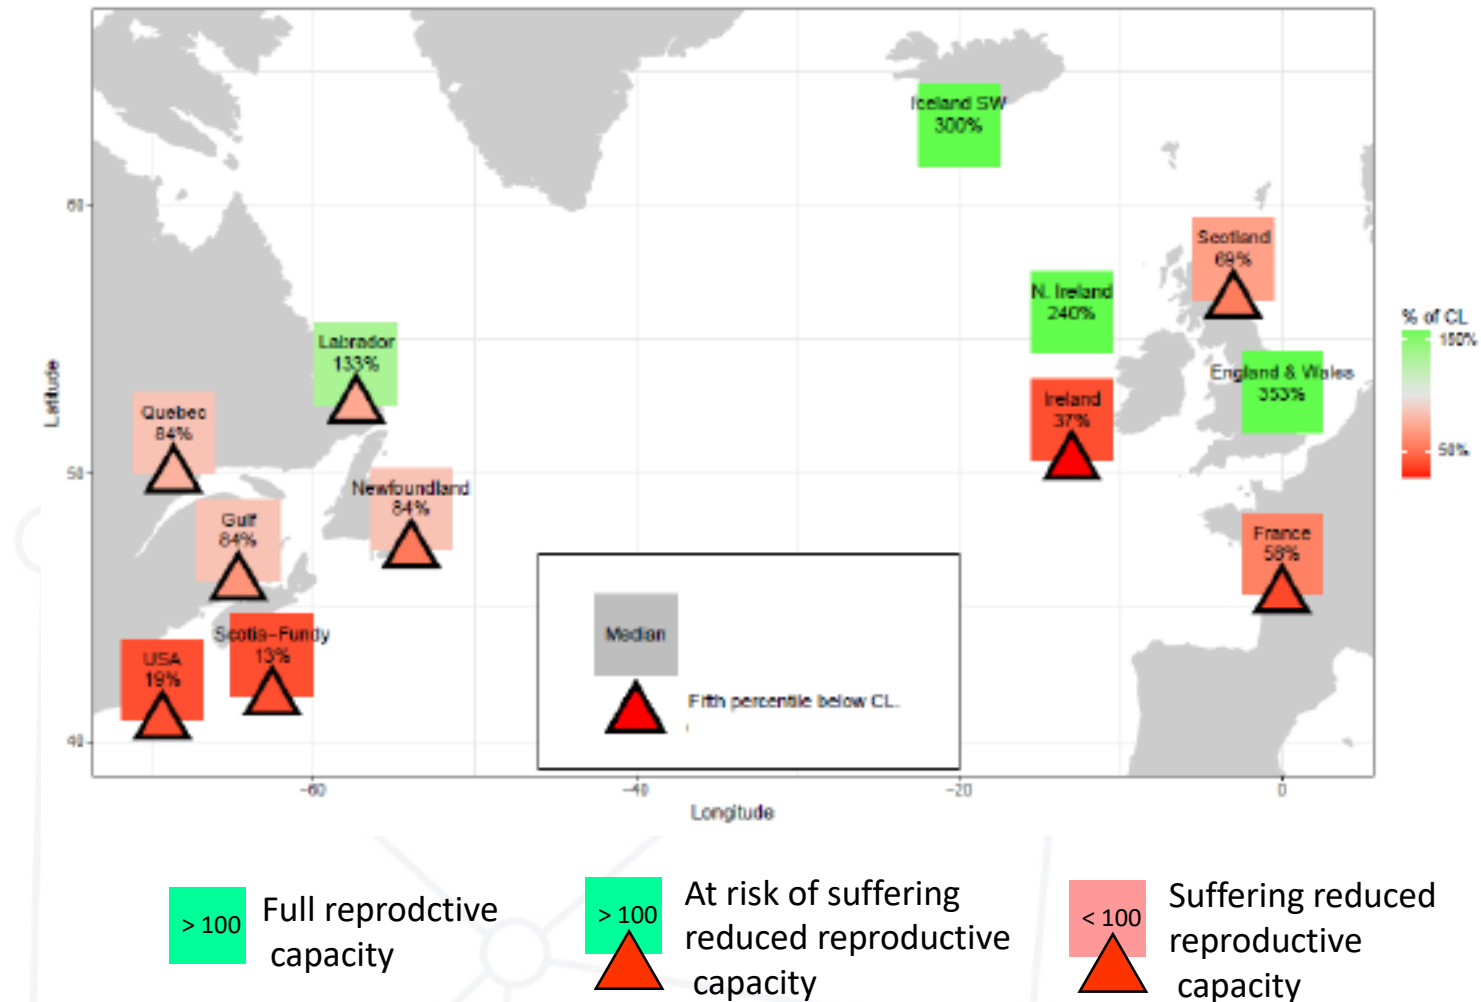 Iceland SW
300%
Scotland
69%
N. Ireland
240%
Labrador
133%
England & Wales
353%
Ireland
37%
Quebec
84%
Newfoundland
84%
Gulf
84%
France
58%
Scotia-Fundy
13%
USA
19%
Median
Fifth percentile below CL.
60
50
40
Latitude
-60
-40
-20
0
Longitude
% of CL
150%
50%
> 100
Full reprodctive
capacity
> 100
At risk of suffering
reduced reproductive
capacity
< 100
Suffering reduced
reproductive
capacity